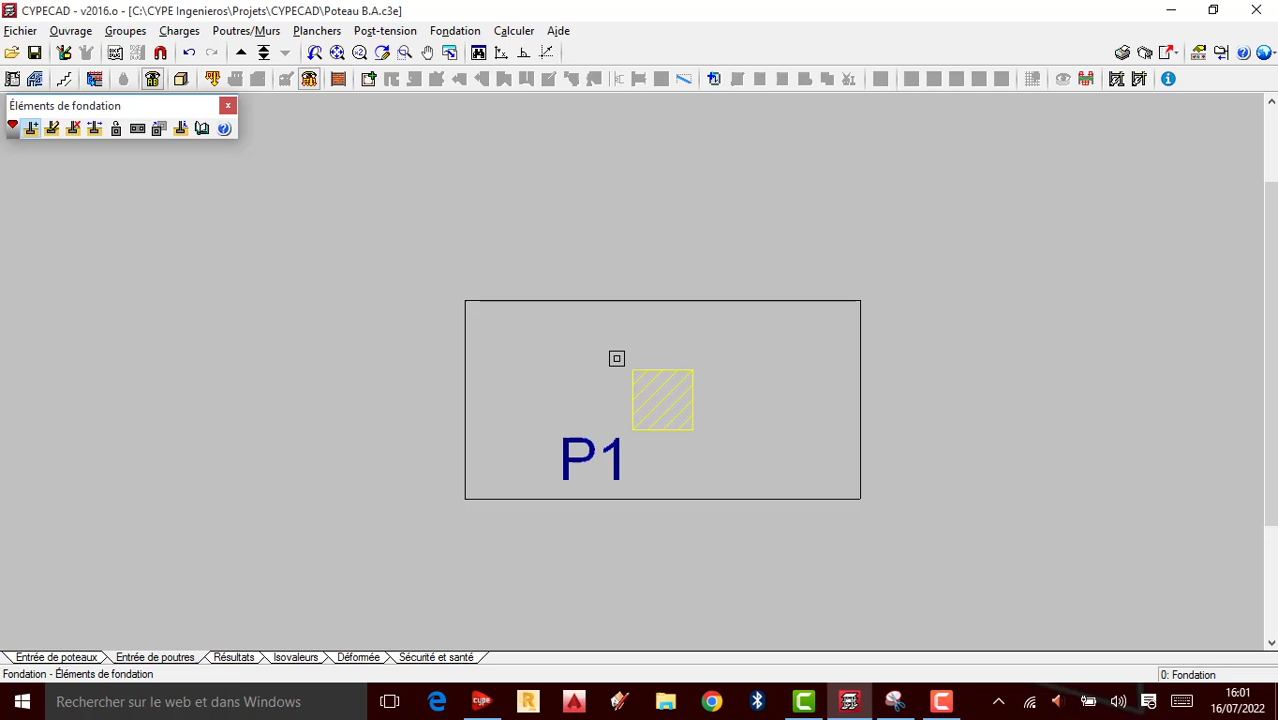 CYPECAD - v2016.o - [C:\CYPE Ingenieros\Projets\CYPECAD\Poteau B.A.c3e]
Fichier Ouvrage Groupes Charges Poutres/Murs Planchers Post-tension Fondation Calculer Aide
Éléments de fondation
P1
Entrée de poteaux Entrée de poutres Résultats Isovaleurs Déformée Sécurité et santé
Fondation - Éléments de fondation 0: Fondation
Rechercher sur le web et dans Windows
16:01
16/07/2022